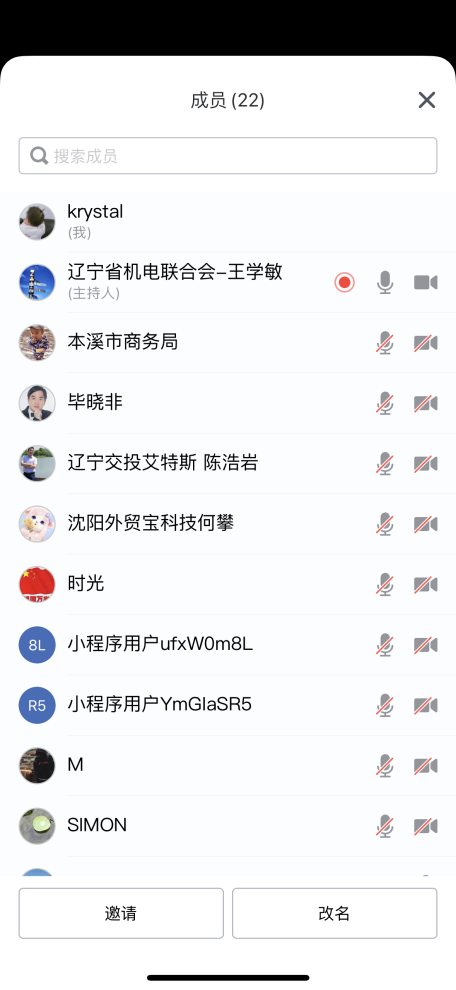 成员 (22)
搜索成员
krystal
(我)
辽宁省机电联合会-王学敏
(主持人)
本溪市商务局
毕晓非
辽宁交投艾特斯 陈浩岩
沈阳外贸宝科技何攀
时光
8L 小程序用户ufxW0m8L
R5 小程序用户YmGIaSR5
M
SIMON
邀请 改名